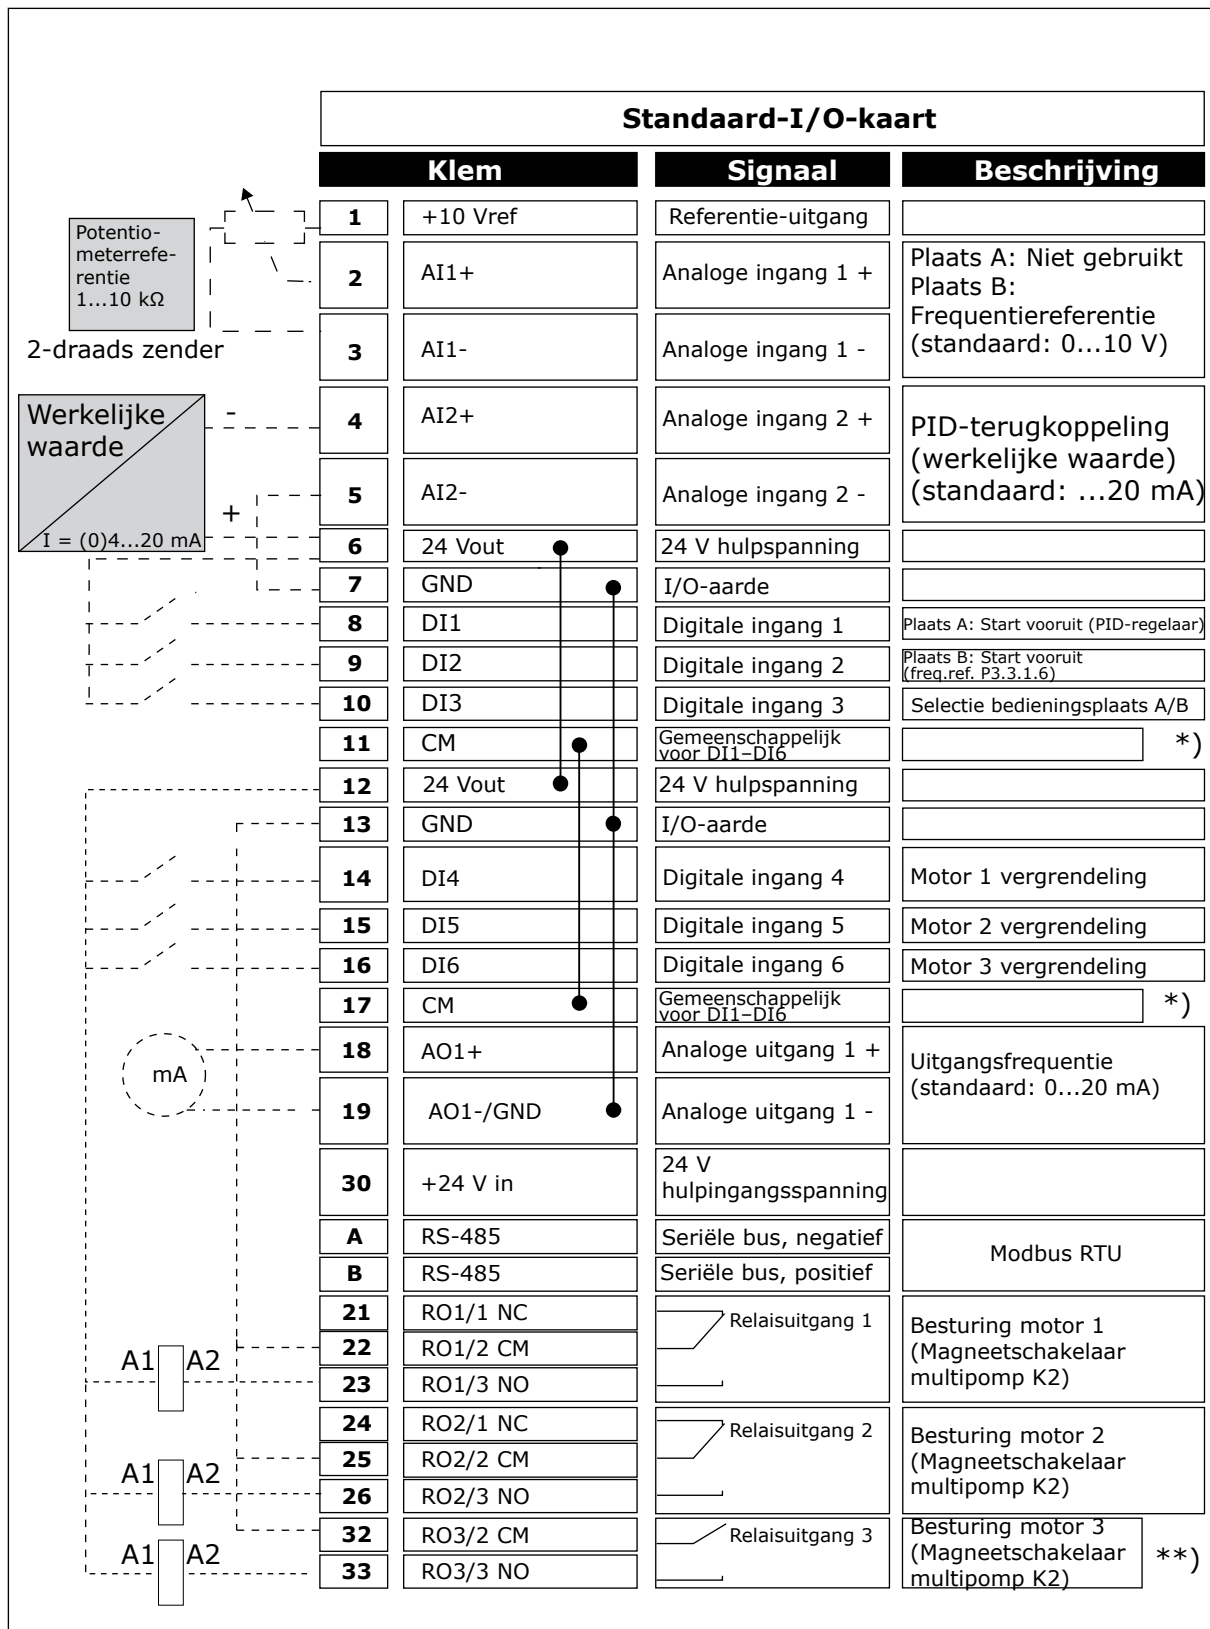 Standaard-I/O-kaart
Klem Signaal Beschrijving
Potentio-
meterrefe-
rentie
1...10 kΩ
2-draads zender
Werkelijke
waarde
-
+
I = (0)4...20 mA
1 +10 Vref Referentie-uitgang
2 AI1+ Analoge ingang 1 +
3 AI1- Analoge ingang 1 -
Plaats A: Niet gebruikt
Plaats B:
Frequentiereferentie
(standaard: 0...10 V)
4 AI2+ Analoge ingang 2 +
5 AI2- Analoge ingang 2 -
PID-terugkoppeling
(werkelijke waarde)
(standaard: ...20 mA)
6 24 Vout 24 V hulpspanning
7 GND I/O-aarde
8 DI1 Digitale ingang 1 Plaats A: Start vooruit (PID-regelaar)
9 DI2 Digitale ingang 2 Plaats B: Start vooruit
(freq.ref. P3.3.1.6)
10 DI3 Digitale ingang 3 Selectie bedieningsplaats A/B
11 CM Gemeenschappelijk
voor DI1–DI6
*)
12 24 Vout 24 V hulpspanning
13 GND I/O-aarde
14 DI4 Digitale ingang 4 Motor 1 vergrendeling
15 DI5 Digitale ingang 5 Motor 2 vergrendeling
16 DI6 Digitale ingang 6 Motor 3 vergrendeling
17 CM Gemeenschappelijk
voor DI1–DI6
*)
mA
18 AO1+ Analoge uitgang 1 +
19 AO1-/GND Analoge uitgang 1 -
Uitgangsfrequentie
(standaard: 0...20 mA)
30 +24 V in 24 V
hulpingangsspanning
A RS-485 Seriële bus, negatief
B RS-485 Seriële bus, positief
Modbus RTU
21 RO1/1 NC Relaisuitgang 1
22 RO1/2 CM
A1 A2
23 RO1/3 NO
Besturing motor 1
(Magneetschakelaar
multipomp K2)
24 RO2/1 NC Relaisuitgang 2
25 RO2/2 CM
A1 A2
26 RO2/3 NO
Besturing motor 2
(Magneetschakelaar
multipomp K2)
32 RO3/2 CM Relaisuitgang 3
A1 A2
33 RO3/3 NO
Besturing motor 3
(Magneetschakelaar
multipomp K2)
**)